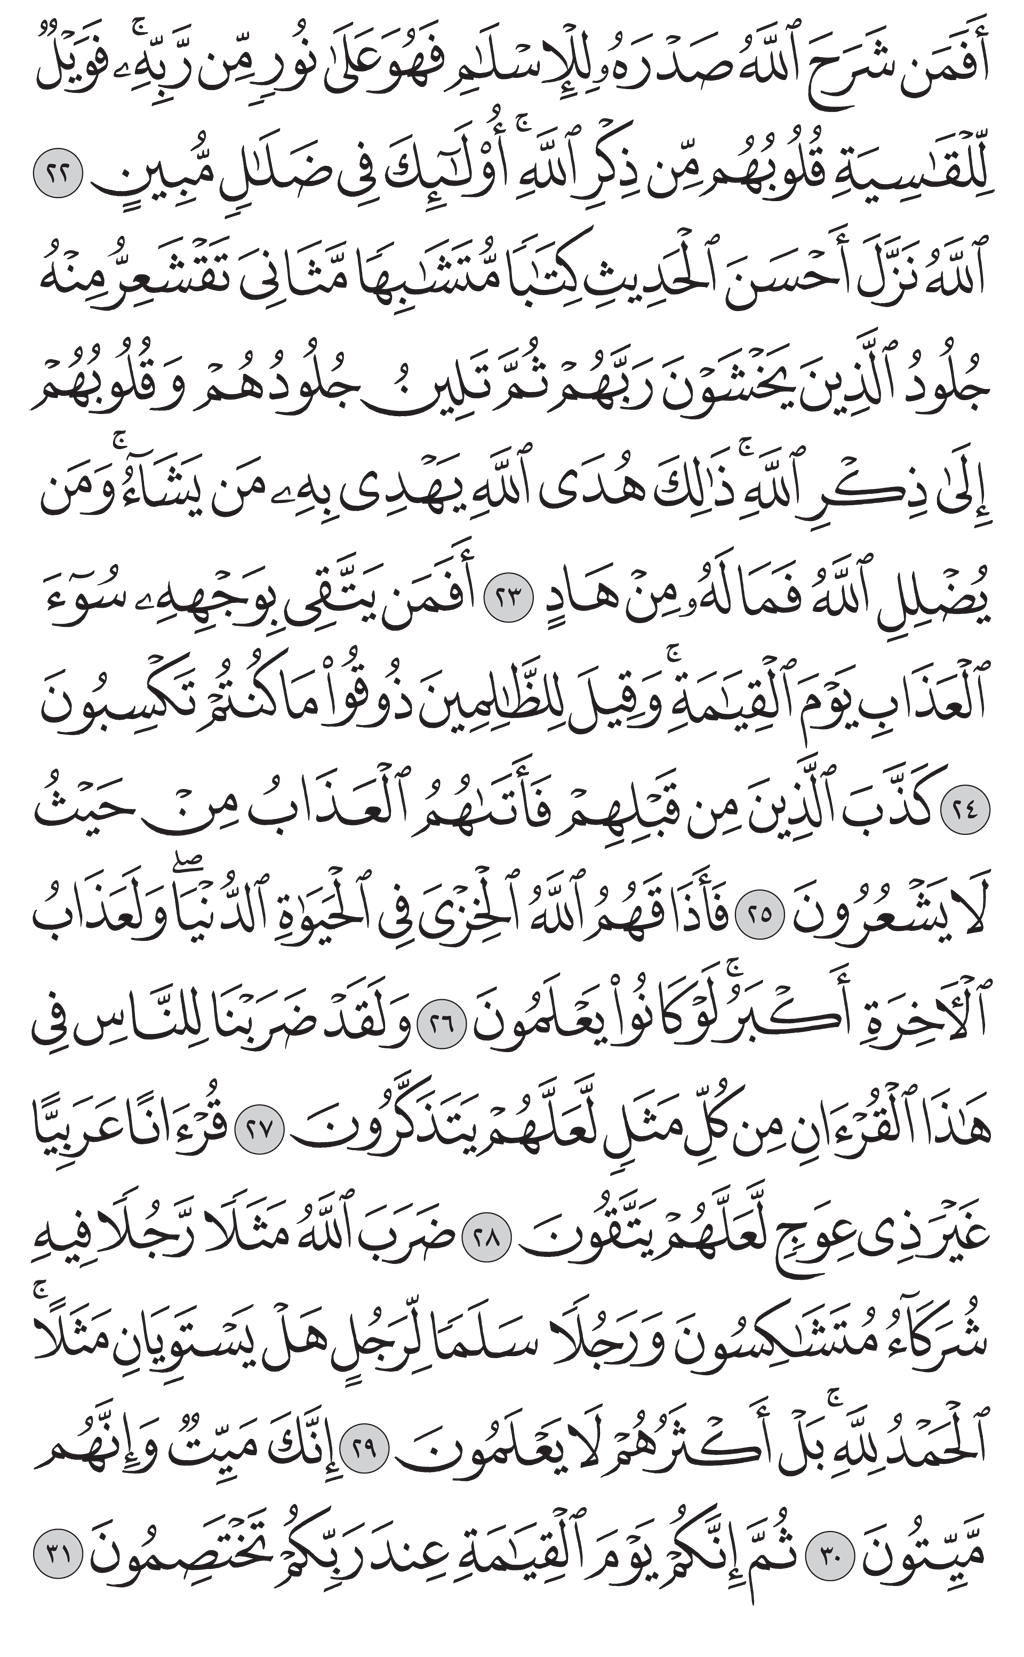 أَفَمَن شَرَحَ ٱللَّهُ صَدْرَهُۥ لِلْإِسْلَٰمِ فَهُوَ عَلَىٰ نُورٍ مِّن رَّبِّهِۦۚ فَوَيْلٌ
لِّلْقَٰسِيَةِ قُلُوبُهُم مِّن ذِكْرِ ٱللَّهِۚ أُو۟لَٰٓئِكَ فِى ضَلَٰلٍ مُّبِينٍ ٢٢
ٱللَّهُ نَزَّلَ أَحْسَنَ ٱلْحَدِيثِ كِتَٰبًا مُّتَشَٰبِهًا مَّثَانِىَ تَقْشَعِرُّ مِنْهُ
جُلُودُ ٱلَّذِينَ يَخْشَوْنَ رَبَّهُمْ ثُمَّ تَلِينُ جُلُودُهُمْ وَقُلُوبُهُمْ
إِلَىٰ ذِكْرِ ٱللَّهِۚ ذَٰلِكَ هُدَى ٱللَّهِ يَهْدِى بِهِۦ مَن يَشَآءُۚ وَمَن
يُضْلِلِ ٱللَّهُ فَمَا لَهُۥ مِنْ هَادٍ ٢٣ أَفَمَن يَتَّقِى بِوَجْهِهِۦ سُوٓءَ
ٱلْعَذَابِ يَوْمَ ٱلْقِيَٰمَةِۚ وَقِيلَ لِلظَّٰلِمِينَ ذُوقُوا۟ مَا كُنتُمْ تَكْسِبُونَ
٢٤ كَذَّبَ ٱلَّذِينَ مِن قَبْلِهِمْ فَأَتَىٰهُمُ ٱلْعَذَابُ مِنْ حَيْثُ
لَا يَشْعُرُونَ ٢٥ فَأَذَاقَهُمُ ٱللَّهُ ٱلْخِزْىَ فِى ٱلْحَيَوٰةِ ٱلدُّنْيَاۖ وَلَعَذَابُ
ٱلْءَاخِرَةِ أَكْبَرُۚ لَوْ كَانُوا۟ يَعْلَمُونَ ٢٦ وَلَقَدْ ضَرَبْنَا لِلنَّاسِ فِى
هَٰذَا ٱلْقُرْءَانِ مِن كُلِّ مَثَلٍ لَّعَلَّهُمْ يَتَذَكَّرُونَ ٢٧ قُرْءَانًا عَرَبِيًّا
غَيْرَ ذِى عِوَجٍ لَّعَلَّهُمْ يَتَّقُونَ ٢٨ ضَرَبَ ٱللَّهُ مَثَلًا رَّجُلًا فِيهِ
شُرَكَآءُ مُتَشَٰكِسُونَ وَرَجُلًا سَلَمًا لِّرَجُلٍ هَلْ يَسْتَوِيَانِ مَثَلًاۚ
ٱلْحَمْدُ لِلَّهِۚ بَلْ أَكْثَرُهُمْ لَا يَعْلَمُونَ ٢٩ إِنَّكَ مَيِّتٌ وَإِنَّهُم
مَّيِّتُونَ ٣٠ ثُمَّ إِنَّكُمْ يَوْمَ ٱلْقِيَٰمَةِ عِندَ رَبِّكُمْ تَخْتَصِمُونَ ٣١